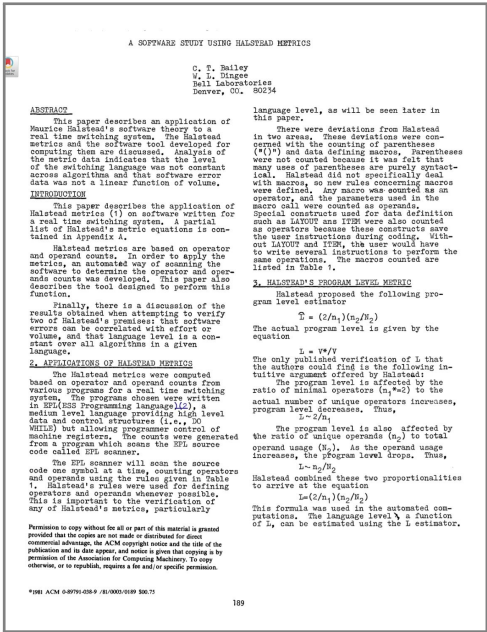 A SOFTWARE STUDY USING HALSTEAD METRICS
C. T. Bailey
W. L. Dingee
Bell Laboratories
Denver, CO. 80234
ABSTRACT
This paper describes an application of
Maurice Halstead's software theory to a
real time switching system. The Halstead
metrics and the software tool developed for
computing them are discussed. Analysis of
the metric data indicates that the level
of the switching language was not constant
across algorithms and that software error
data was not a linear function of volume.
INTRODUCTION
This paper describes the application of
Halstead metrics (1) on software written for
a real time switching system. A partial
list of Halstead's metric equations is con-
tained in Appendix A.
Halstead metrics are based on operator
and operand counts. In order to apply the
metrics, an automated way of scanning the
software to determine the operator and oper-
ands counts was developed. This paper also
describes the tool designed to perform this
function.
Finally, there is a discussion of the
results obtained when attempting to verify
two of Halstead's premises: that software
errors can be correlated with effort or
volume, and that language level is a con-
stant over all algorithms in a given
language.
2. APPLICATIONS OF HALSTEAD METRICS
The Halstead metrics were computed
based on operator and operand counts from
various programs for a real time switching
system. The programs chosen were written
in EPL(ESS Programming language)(2), a
medium level language providing high level
data and control structures (i.e., DO
WHILE) but allowing programmer control of
machine registers. The counts were generated
from a program which scans the EPL source
code called EPL scanner.
The EPL scanner will scan the source
code one symbol at a time, counting operators
and operands using the rules given in Table
1. Halstead's rules were used for defining
operators and operands whenever possible.
This is important to the verification of
any of Halstead's metrics, particularly
Permission to copy without fee all or part of this material is granted
provided that the copies are not made or distributed for direct
commercial advantage, the ACM copyright notice and the title of the
publication and its date appear, and notice is given that copying is by
permission of the Association for Computing Machinery. To copy
otherwise, or to republish, requires a fee and/or specific permission.
©1981 ACM 0-89791-038-9 /81/0003/0189 $00.75
language level, as will be seen later in
this paper.
There were deviations from Halstead
in two areas. These deviations were con-
cerned with the counting of parentheses
("()") and data defining macros. Parentheses
were not counted because it was felt that
many uses of parentheses are purely syntact-
ical. Halstead did not specifically deal
with macros, so new rules concerning macros
were defined. Any macro was counted as an
operator, and the parameters used in the
macro call were counted as operands.
Special constructs used for data definition
such as LAYOUT ans ITEM were also counted
as operators because these constructs save
the user instructions during coding. With-
out LAYOUT and ITEM, the user would have
to write several instructions to perform the
same operations. The macros counted are
listed in Table 1.
3. HALSTEAD'S PROGRAM LEVEL METRIC
Halstead proposed the following pro-
gram level estimator
L̂ = (2/n₁)(n₂/N₂)
The actual program level is given by the
equation
L = V*/V
The only published verification of L that
the authors could find is the following in-
tuitive argument offered by Halstead:
The program level is affected by the
ratio of minimal operators (n₁*=2) to the
actual number of unique operators increases,
program level decreases. Thus,
L~2/n₁
The program level is also affected by
the ratio of unique operands (n₂) to total
operand usage (N₂). As the operand usage
increases, the program level drops. Thus,
L~ n₂/N₂
Halstead combined these two proportionalities
to arrive at the equation
L=(2/n₁)(n₂/N₂)
This formula was used in the automated com-
putations. The language level λ, a function
of L, can be estimated using the L estimator.
189